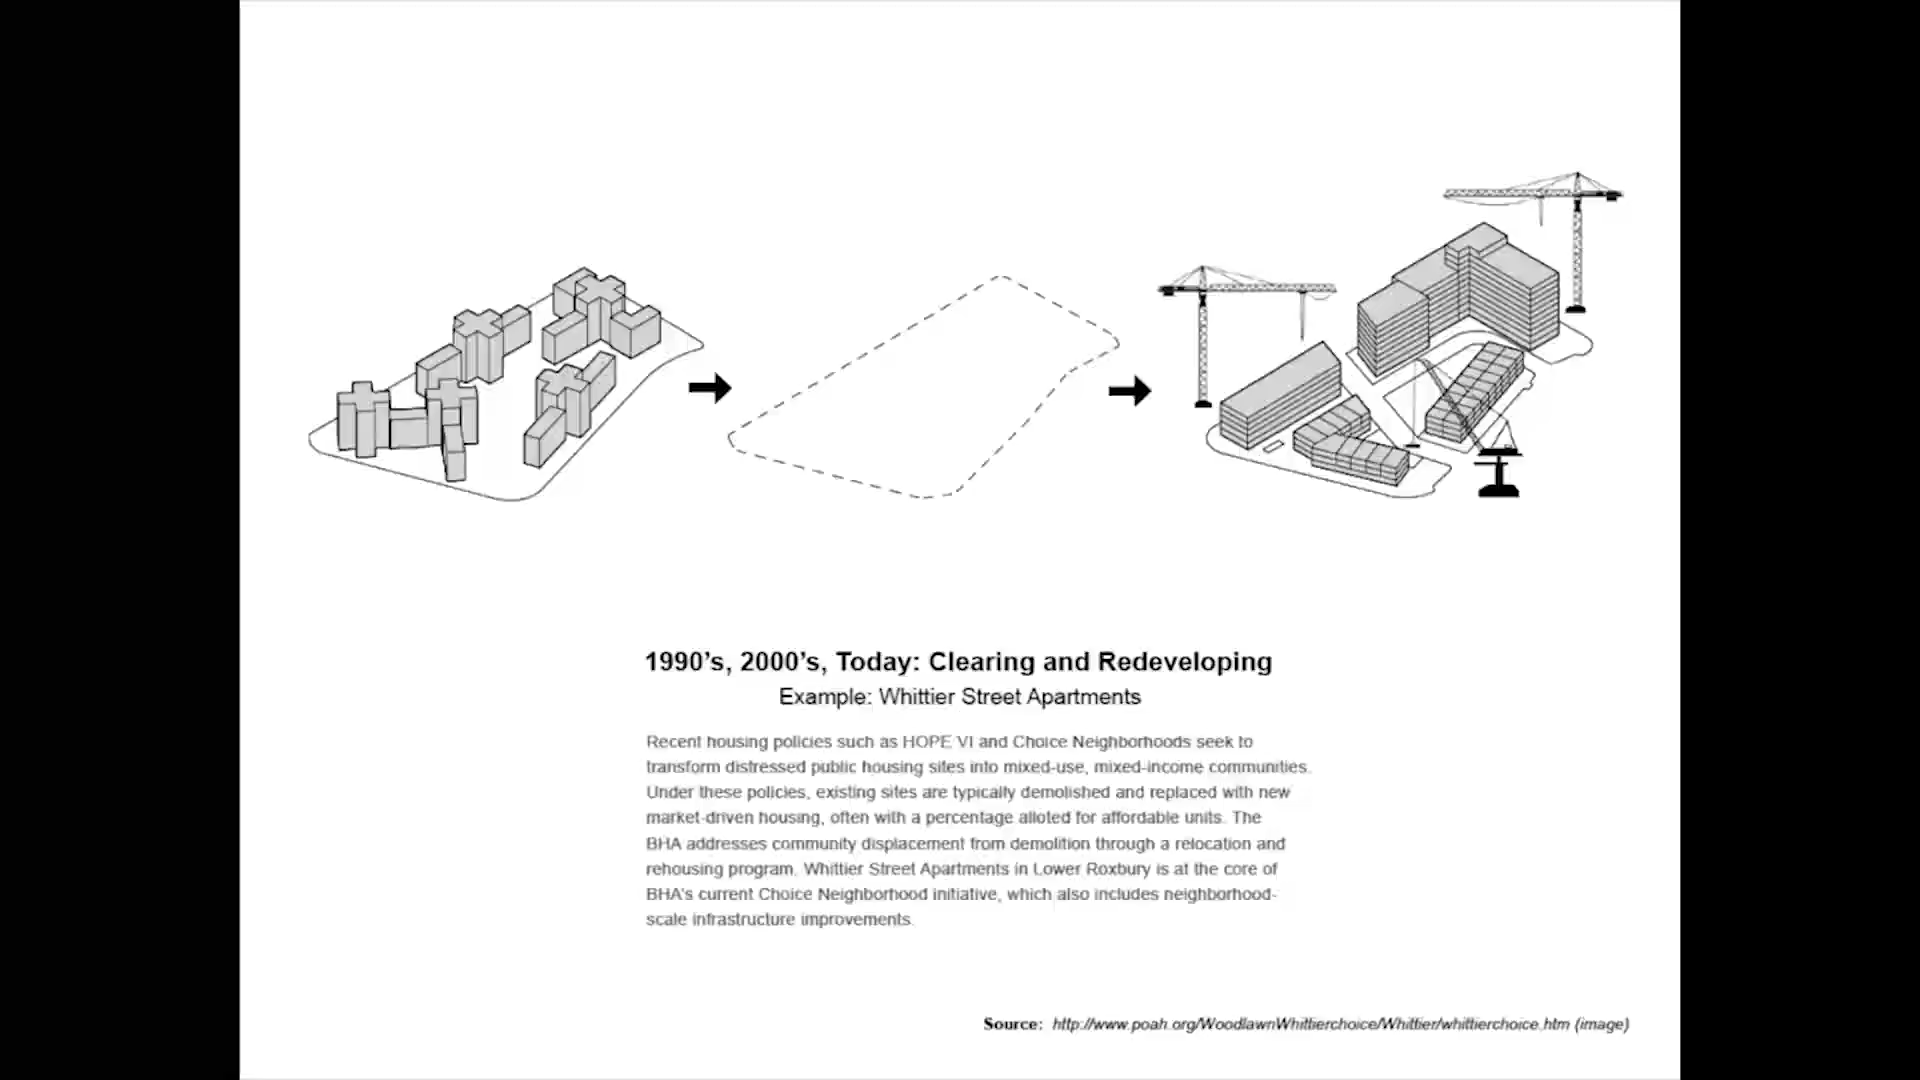 1990’s, 2000’s, Today: Clearing and Redeveloping
Example: Whittier Street Apartments
Recent housing policies such as HOPE VI and Choice Neighborhoods seek to
transform distressed public housing sites into mixed-use, mixed-income communities.
Under these policies, existing sites are typically demolished and replaced with new
market-driven housing, often with a percentage alloted for affordable units. The
BHA addresses community displacement from demolition through a relocation and
rehousing program. Whittier Street Apartments in Lower Roxbury is at the core of
BHA’s current Choice Neighborhood initiative, which also includes neighborhood-
scale infrastructure improvements.
Source: http://www.poah.org/WoodlawnWhittierchoice/Whittier/whittierchoice.htm (image)